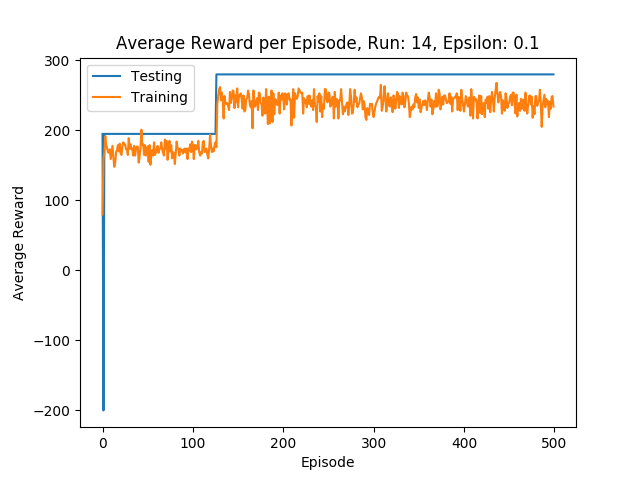 Average Reward per Episode, Run: 14, Epsilon: 0.1
Testing
Training
300
200
100
0
−100
−200
Average Reward
0 100 200 300 400 500
Episode